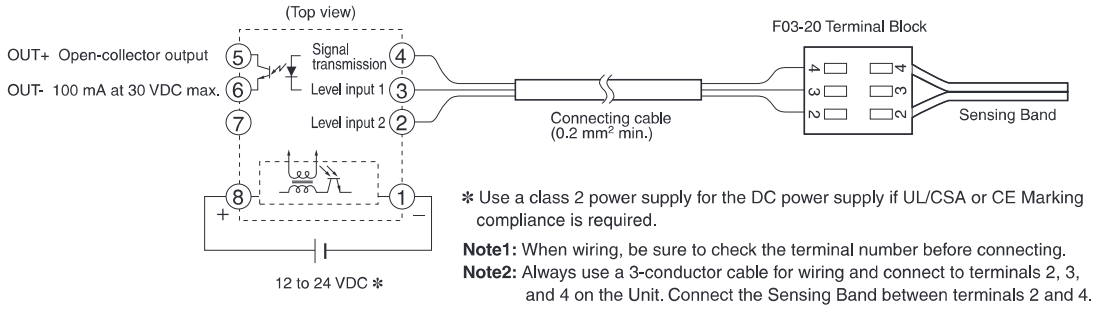 (Top view)
F03-20 Terminal Block
OUT+ Open-collector output
5
Signal
transmission
4
OUT- 100 mA at 30 VDC max.
6
Level input 1
3
7
Level input 2
2
Connecting cable
(0.2 mm² min.)
4 4
3 3
2 2
Sensing Band
8
1
+ −
12 to 24 VDC ✻
✻ Use a class 2 power supply for the DC power supply if UL/CSA or CE Marking
compliance is required.
Note1: When wiring, be sure to check the terminal number before connecting.
Note2: Always use a 3-conductor cable for wiring and connect to terminals 2, 3,
and 4 on the Unit. Connect the Sensing Band between terminals 2 and 4.